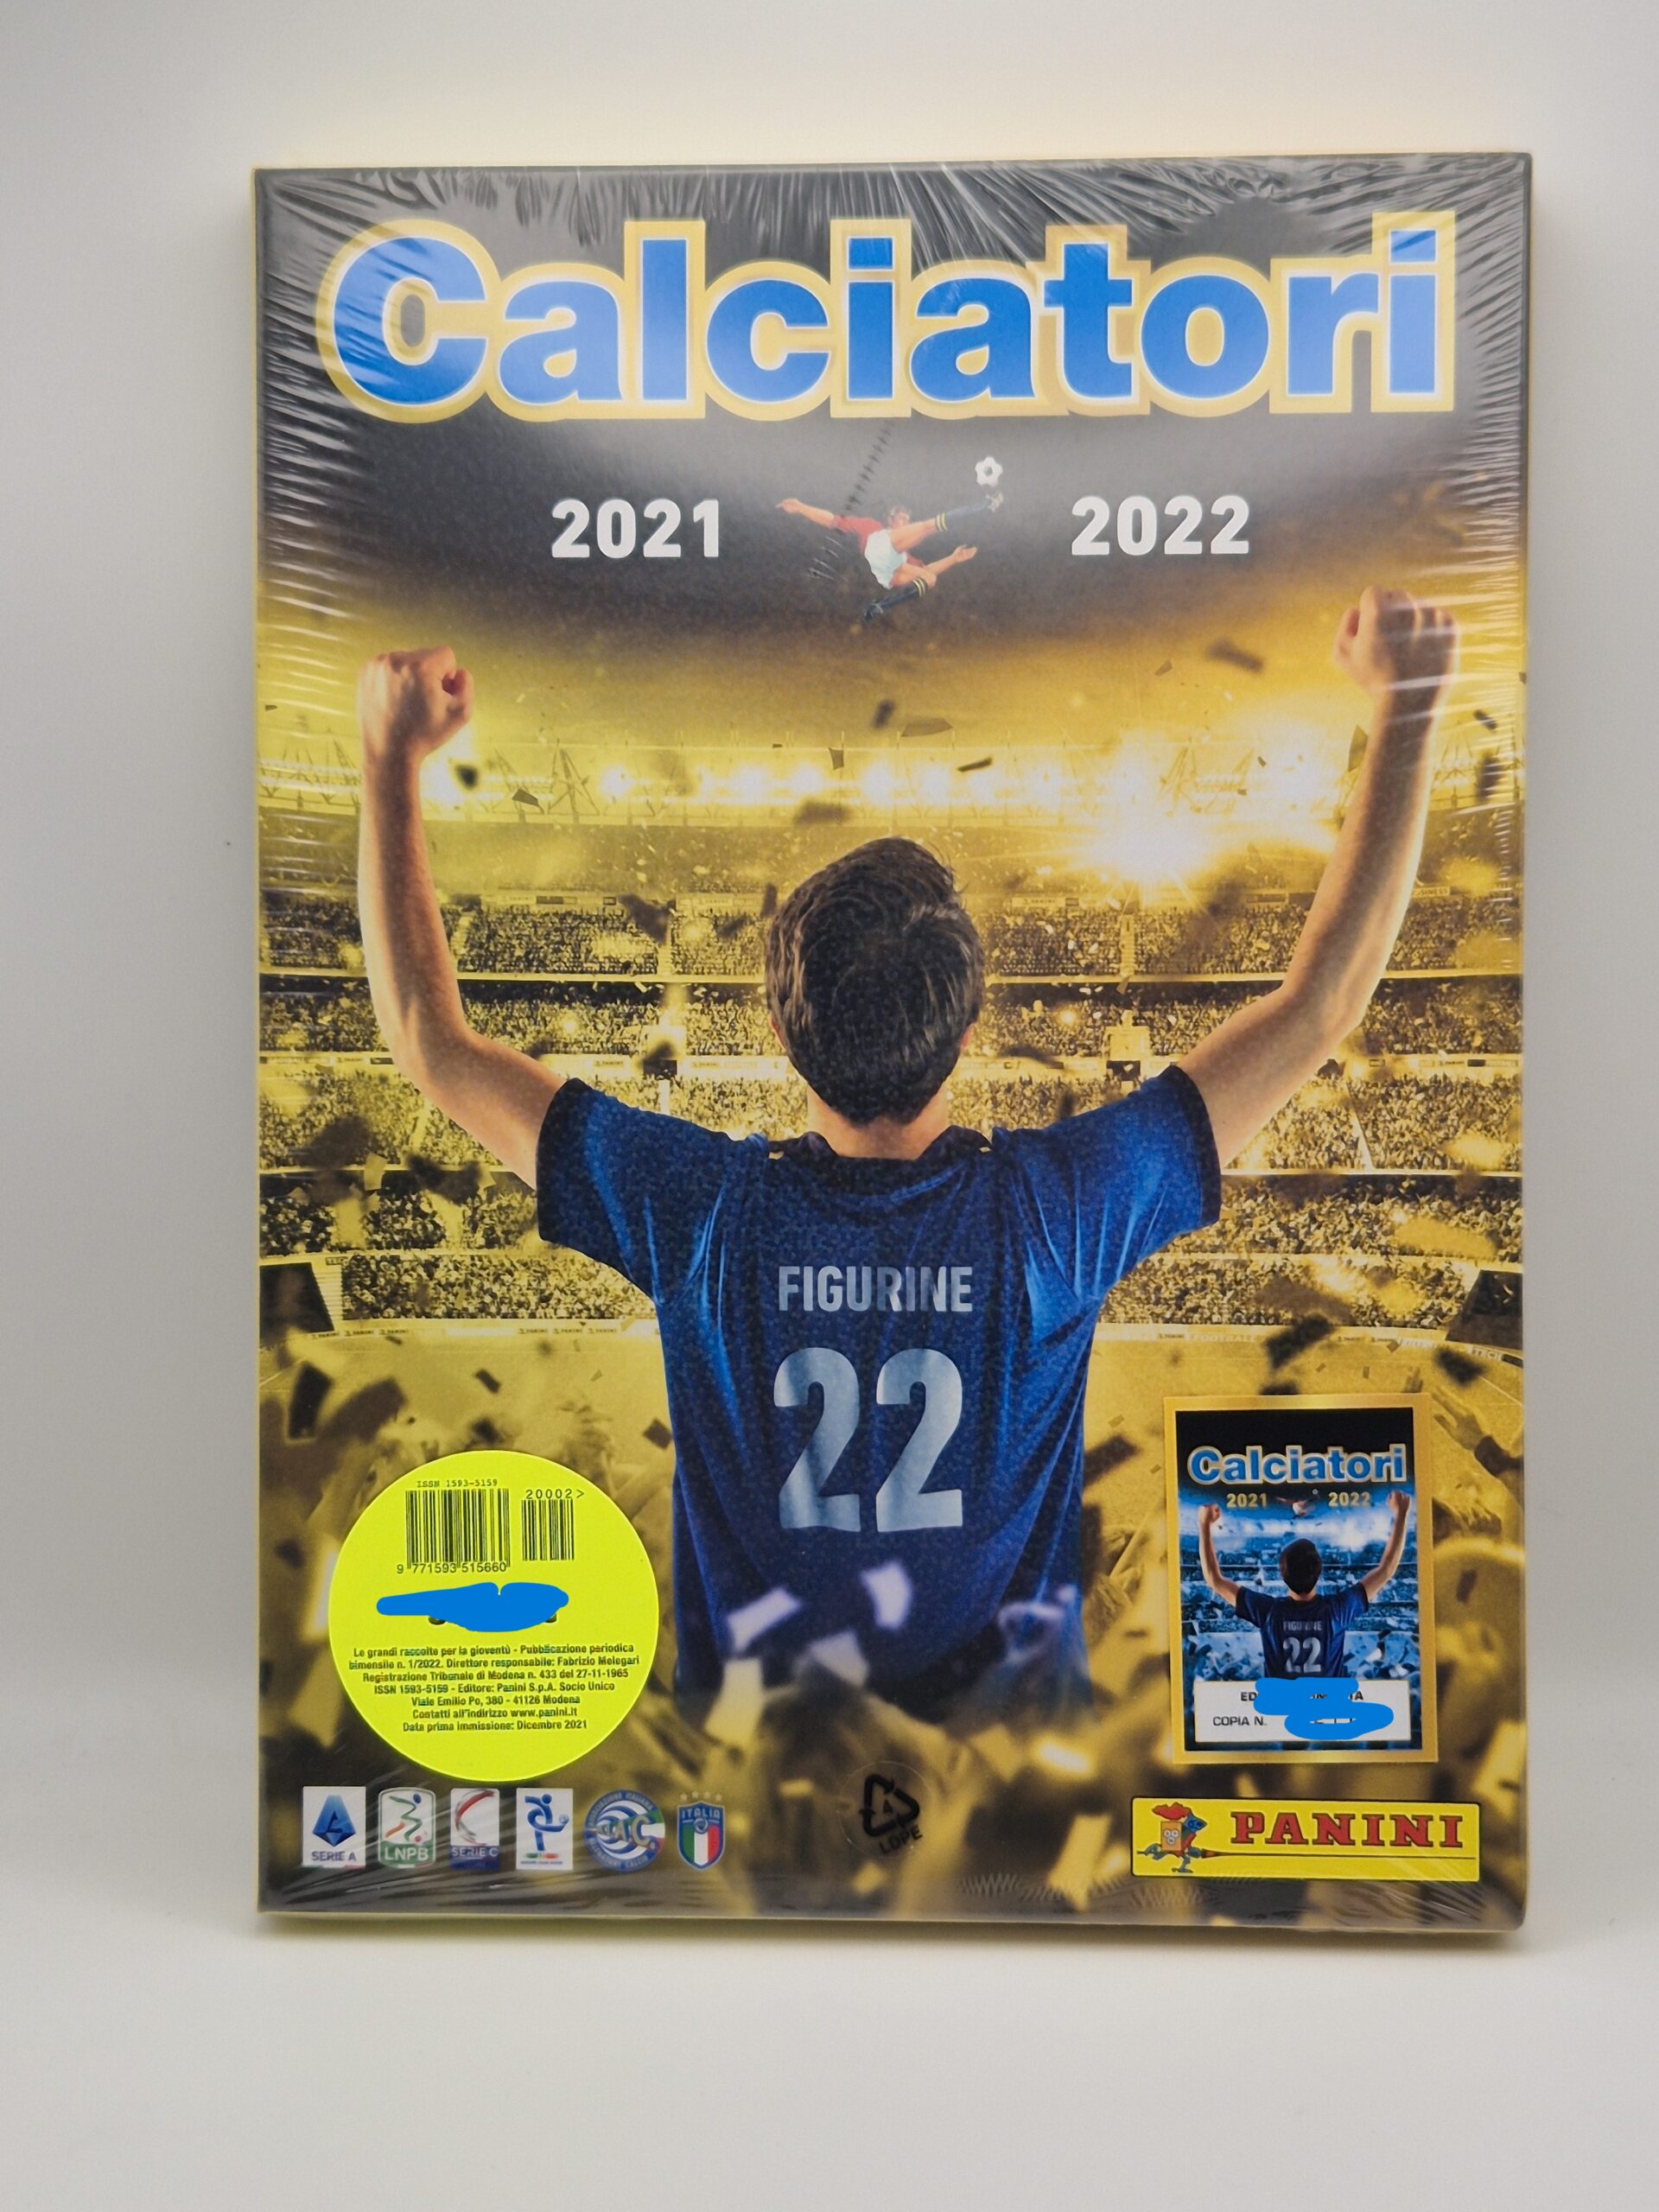 Calciatori
2021 2022
FIGURINE
22
ISSN 1593-5159
20002>
9 771593 515660
Le grandi raccolte per la gioventù - Pubblicazione periodica
bimensile n. 1/2022. Direttore responsabile: Fabrizio Melegari
Registrazione Tribunale di Modena n. 433 del 27-11-1965
ISSN 1593-5159 - Editore: Panini S.p.A. Socio Unico
Viale Emilio Po, 380 - 41126 Modena
Contatti all'indirizzo www.panini.it
Data prima immissione: Dicembre 2021
Calciatori
2021 2022
FIGURINE
22
COPIA N.
SERIE A
LNPB
SERIE C
AIC
ITALIA
4
LDPE
PANINI